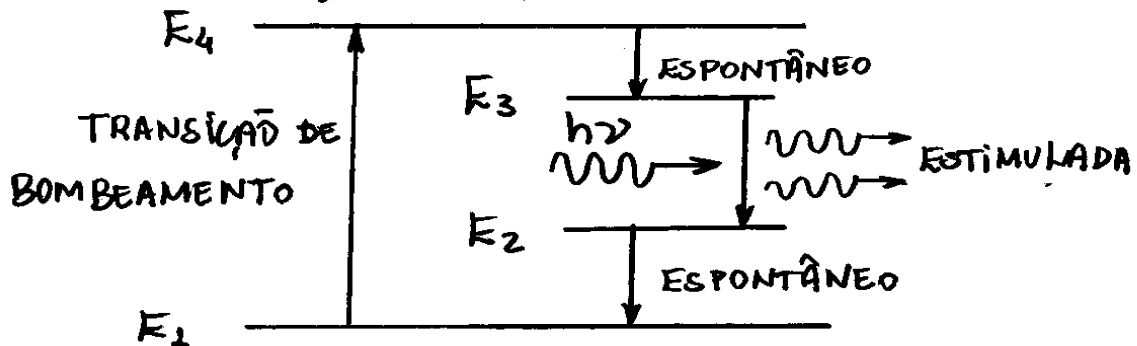 E₄
ESPONTÂNEO
E₃
TRANSIÇÃO DE
BOMBEAMENTO
hν
ESTIMULADA
E₂
ESPONTÂNEO
E₁